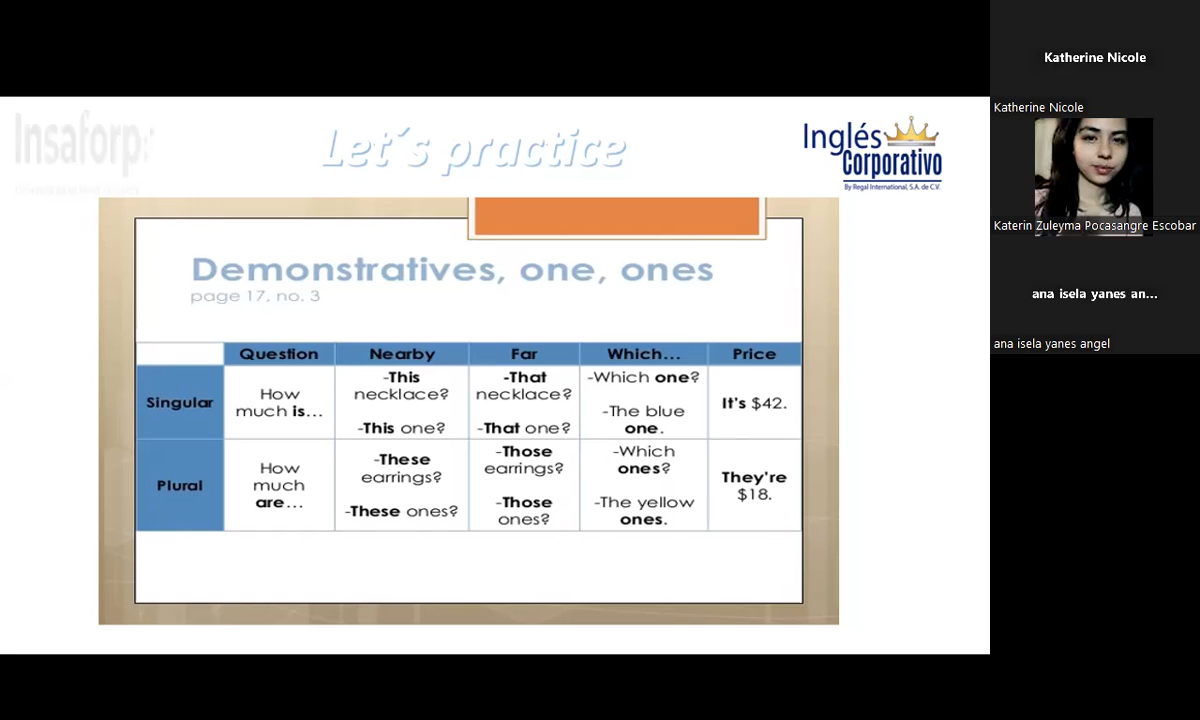 Insaforp
Let´s practice
Inglés
Corporativo
By Regal International, S.A. de C.V.
Demonstratives, one, ones
page 17, no. 3
Question Nearby Far Which... Price
Singular
How
much is...
-This
necklace?
-This one?
-That
necklace?
-That one?
-Which one?
-The blue
one.
It's $42.
Plural
How
much
are...
-These
earrings?
-These ones?
-Those
earrings?
-Those
ones?
-Which
ones?
-The yellow
ones.
They're
$18.
Katherine Nicole
Katherine Nicole
Katerin Zuleyma Pocasangre Escobar
ana isela yanes an...
ana isela yanes angel